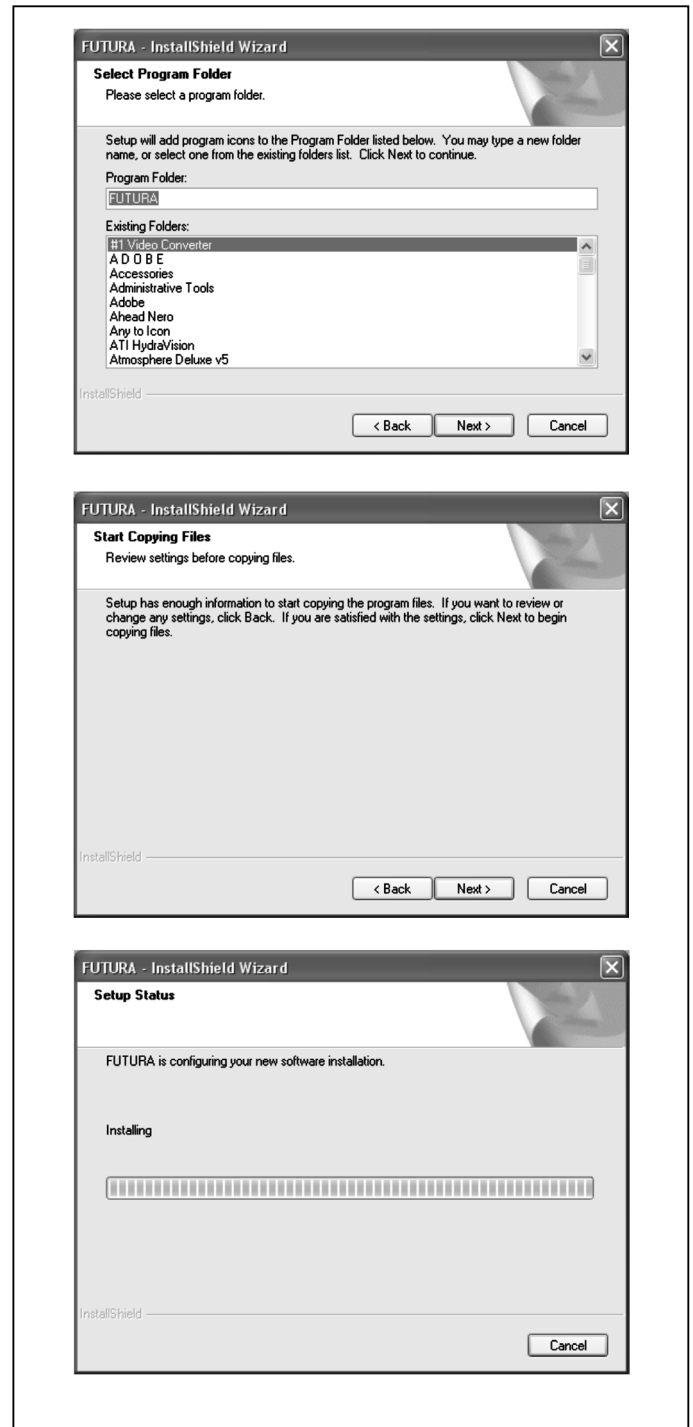 FUTURA - InstallShield Wizard
Select Program Folder
Please select a program folder.
Setup will add program icons to the Program Folder listed below. You may type a new folder
name, or select one from the existing folders list. Click Next to continue.
Program Folder:
FUTURA
Existing Folders:
#1 Video Converter
A D O B E
Accessories
Administrative Tools
Adobe
Ahead Nero
Any to Icon
ATI HydraVision
Atmosphere Deluxe v5
InstallShield
< Back Next > Cancel
FUTURA - InstallShield Wizard
Start Copying Files
Review settings before copying files.
Setup has enough information to start copying the program files. If you want to review or
change any settings, click Back. If you are satisfied with the settings, click Next to begin
copying files.
InstallShield
< Back Next > Cancel
FUTURA - InstallShield Wizard
Setup Status
FUTURA is configuring your new software installation.
Installing
InstallShield
Cancel